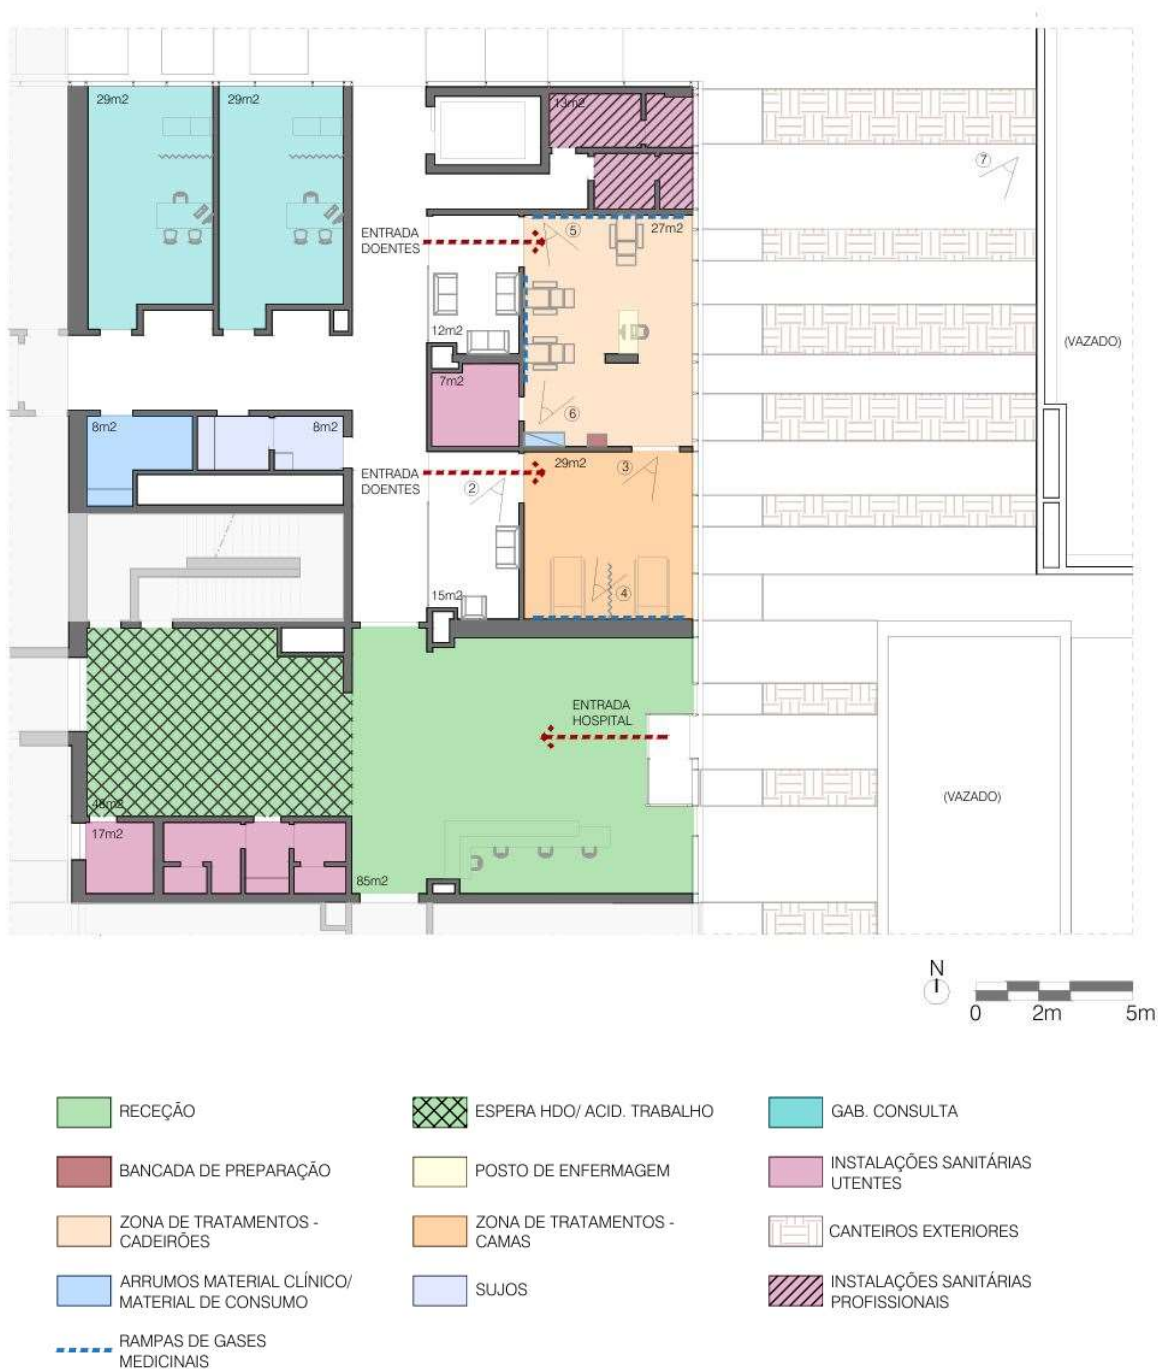 29m2
29m2
13m2
7
ENTRADA
DOENTES
5
27m2
12m2
(VAZADO)
7m2
6
8m2
8m2
ENTRADA
DOENTES
29m2
3
2
4
15m2
ENTRADA
HOSPITAL
48m2
(VAZADO)
17m2
85m2
N
0 2m 5m
RECEÇÃO
ESPERA HDO/ ACID. TRABALHO
GAB. CONSULTA
BANCADA DE PREPARAÇÃO
POSTO DE ENFERMAGEM
INSTALAÇÕES SANITÁRIAS
UTENTES
ZONA DE TRATAMENTOS -
CADEIRÕES
ZONA DE TRATAMENTOS -
CAMAS
CANTEIROS EXTERIORES
ARRUMOS MATERIAL CLÍNICO/
MATERIAL DE CONSUMO
SUJOS
INSTALAÇÕES SANITÁRIAS
PROFISSIONAIS
RAMPAS DE GASES
MEDICINAIS